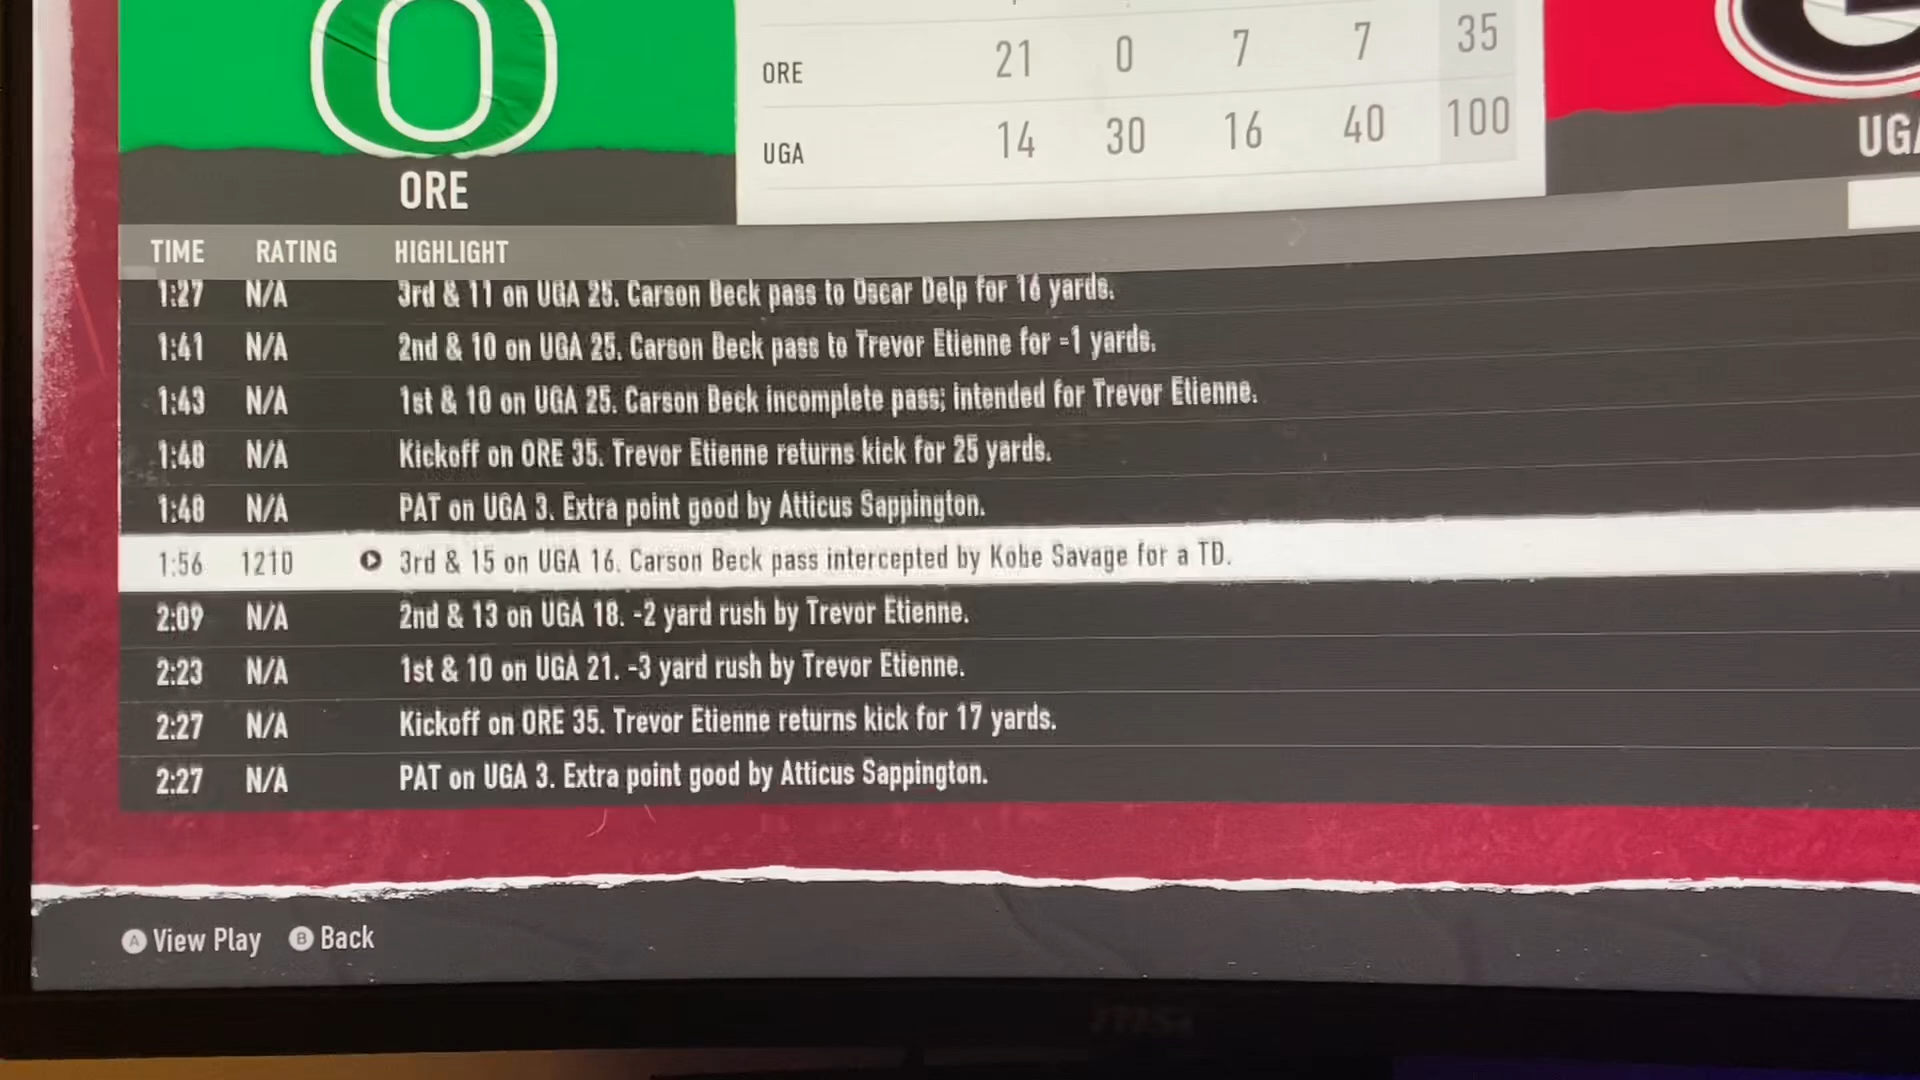 ORE 21 0 7 7 35
UGA 14 30 16 40 100
ORE
TIME RATING HIGHLIGHT
1:27 N/A 3rd & 11 on UGA 25. Carson Beck pass to Oscar Delp for 16 yards.
1:41 N/A 2nd & 10 on UGA 25. Carson Beck pass to Trevor Etienne for -1 yards.
1:43 N/A 1st & 10 on UGA 25. Carson Beck incomplete pass; intended for Trevor Etienne.
1:48 N/A Kickoff on ORE 35. Trevor Etienne returns kick for 25 yards.
1:48 N/A PAT on UGA 3. Extra point good by Atticus Sappington.
1:56 1210 3rd & 15 on UGA 16. Carson Beck pass intercepted by Kobe Savage for a TD.
2:09 N/A 2nd & 13 on UGA 18. -2 yard rush by Trevor Etienne.
2:23 N/A 1st & 10 on UGA 21. -3 yard rush by Trevor Etienne.
2:27 N/A Kickoff on ORE 35. Trevor Etienne returns kick for 17 yards.
2:27 N/A PAT on UGA 3. Extra point good by Atticus Sappington.
A View Play B Back
msi